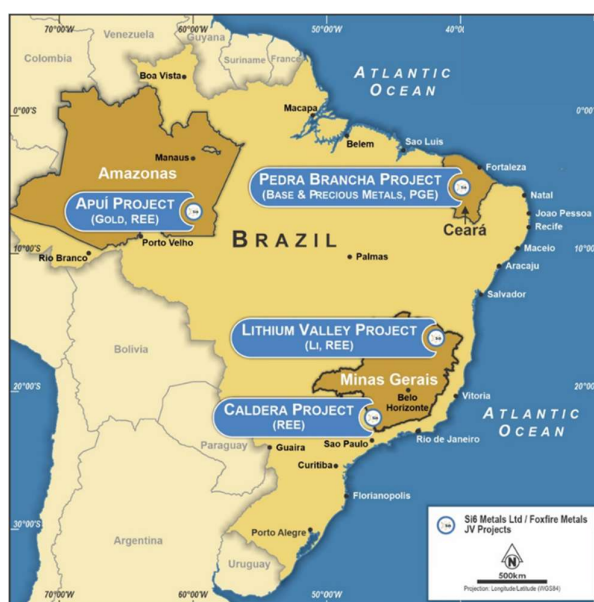 70°00'W
60°00'W
50°00'W
40°00'W
Venezuela
Guyana
Colombia
Suriname
France
Boa Vista
ATLANTIC
OCEAN
0°00'S
0°00'
Macapa
Belem
Sao Luis
Manaus
Amazonas
Fortaleza
PEDRA BRANCHA PROJECT
(BASE & PRECIOUS METALS, PGE)
APUÍ PROJECT
(GOLD, REE)
Natal
Joao Pessoa
Recife
Ceará
BRAZIL
Porto Velho
Rio Branco
Maceio
10°00'S
10°00'
Palmas
Aracaju
Salvador
LITHIUM VALLEY PROJECT
(LI, REE)
Bolivia
Minas Gerais
20°00'S
20°00'
Belo
Horizonte
Vitoria
CALDERA PROJECT
(REE)
ATLANTIC
OCEAN
Rio de Janeiro
Sao Paulo
Paraguay
Guaira
Curitiba
Florianopolis
Si6 Metals Ltd / Foxfire Metals
JV Projects
30°00'S
Porto Alegre
Argentina
Uruguay
N
500km
Projection: Longitude/Latitude (WGS84)
70°00'W
60°00'W
50°00'W
40°00'W